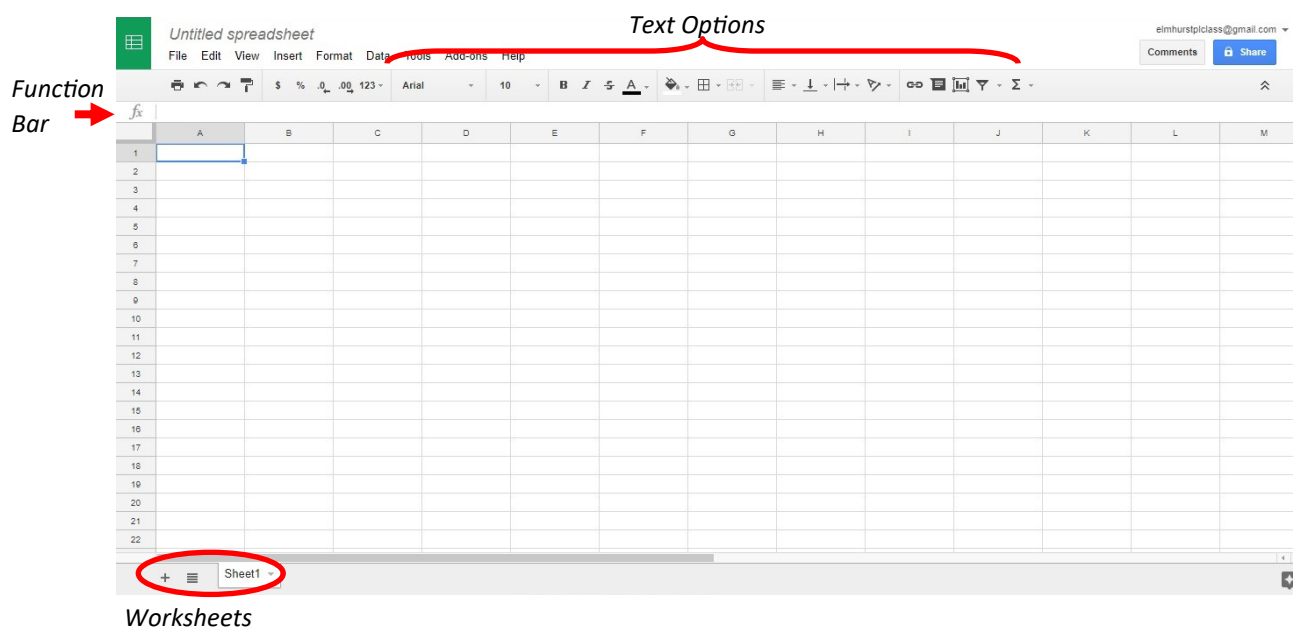 Text Options
Untitled spreadsheet
elmhurstplclass@gmail.com
File Edit View Insert Format Data Tools Add-ons Help
Comments Share
Function
Bar
$ % .0 .00 123 Arial 10 B I S A Σ
fx
A B C D E F G H I J K L M
1
2
3
4
5
6
7
8
9
10
11
12
13
14
15
16
17
18
19
20
21
22
+ Sheet1
Worksheets